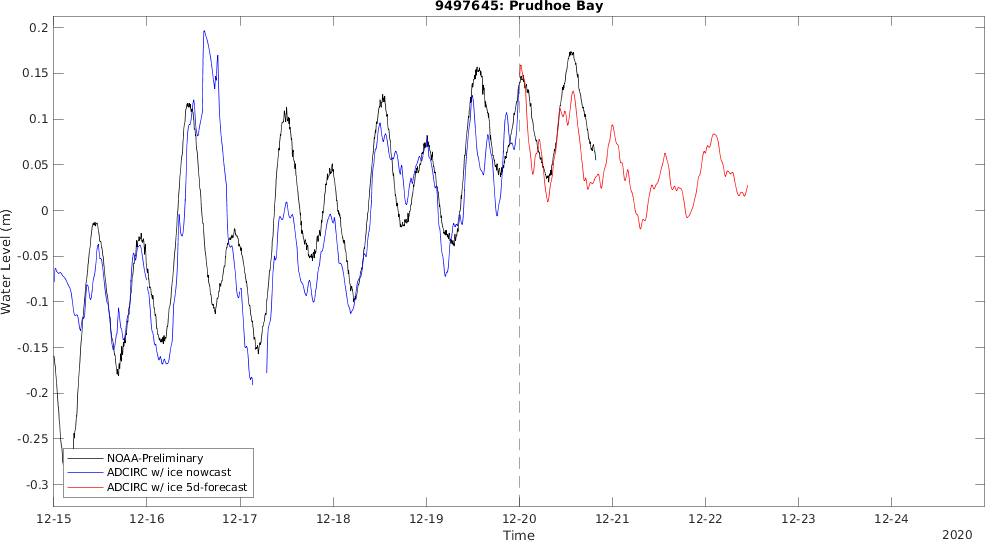 9497645: Prudhoe Bay
0.2
0.15
0.1
0.05
0
-0.05
-0.1
-0.15
-0.2
-0.25
-0.3
Water Level (m)
NOAA-Preliminary
ADCIRC w/ ice nowcast
ADCIRC w/ ice 5d-forecast
12-15 12-16 12-17 12-18 12-19 12-20 12-21 12-22 12-23 12-24
Time
2020